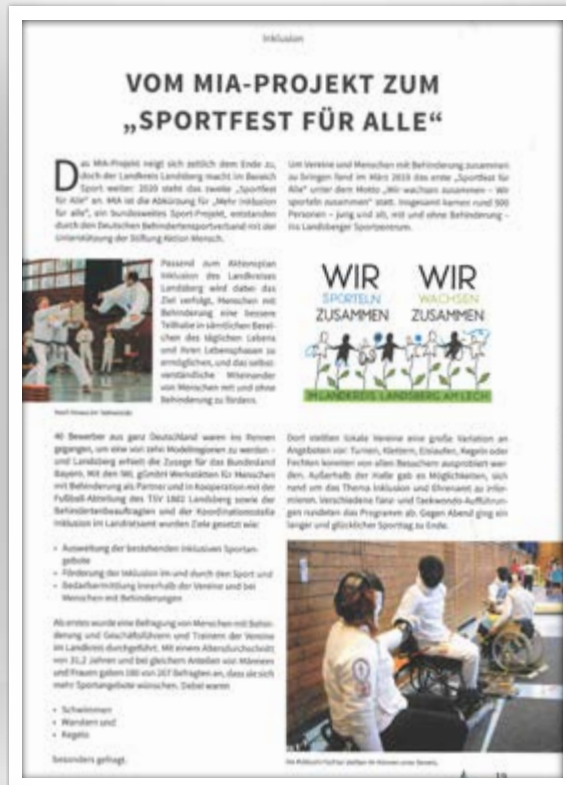 Inklusion
VOM MIA-PROJEKT ZUM
„SPORTFEST FÜR ALLE“
Das MIA-Projekt neigt sich zeitlich dem Ende zu,
doch der Landkreis Landsberg macht im Bereich
Sport weiter: 2020 steht das zweite „Sportfest
für Alle“ an. MIA ist die Abkürzung für „Mehr Inklusion
für alle“, ein bundesweites Sport-Projekt, entstanden
durch den Deutschen Behindertensportverband mit der
Unterstützung der Stiftung Aktion Mensch.
Passend zum Aktionsplan
Inklusion des Landkreises
Landsberg wird dabei das
Ziel verfolgt, Menschen mit
Behinderung eine bessere
Teilhabe in sämtlichen Berei-
chen des täglichen Lebens
und ihren Lebensphasen zu
ermöglichen, und das selbst-
verständliche Miteinander
von Menschen mit und ohne
Behinderung zu fördern.
40 Bewerber aus ganz Deutschland waren ins Rennen
gegangen, um eine von zehn Modellregionen zu werden –
und Landsberg erhielt die Zusage für das Bundesland
Bayern. Mit den IWL gGmbH Werkstätten für Menschen
mit Behinderung als Partner und in Kooperation mit der
Fußball-Abteilung des TSV 1882 Landsberg sowie der
Behindertenbeauftragten und der Koordinationsstelle
Inklusion im Landratsamt wurden Ziele gesetzt wie:
• Ausweitung der bestehenden inklusiven Sportan-
gebote
• Förderung der Inklusion im und durch den Sport und
• Bedarfsermittlung innerhalb der Vereine und bei
Menschen mit Behinderungen
Als erstes wurde eine Befragung von Menschen mit Behin-
derung und Geschäftsführern und Trainern der Vereine
im Landkreis durchgeführt. Mit einem Altersdurchschnitt
von 31,2 Jahren und bei gleichem Anteilen von Männern
und Frauen gaben 180 von 267 Befragten an, dass sie sich
mehr Sportangebote wünschen. Dabei waren
• Schwimmen
• Wandern und
• Kegeln
besonders gefragt.
Um Vereine und Menschen mit Behinderung zusammen
zu bringen fand im März 2019 das erste „Sportfest für
Alle“ unter dem Motto „Wir wachsen zusammen – Wir
sporteln zusammen“ statt. Insgesamt kamen rund 500
Personen – jung und alt, mit und ohne Behinderung –
ins Landsberger Sportzentrum.
WIR WIR
SPORTELN WACHSEN
ZUSAMMEN ZUSAMMEN
IM LANDKREIS LANDSBERG AM LECH
Dort stellten lokale Vereine eine große Variation an
Angeboten vor: Turnen, Klettern, Eislaufen, Kegeln oder
Fechten konnten von allen Besuchern ausprobiert wer-
den. Außerhalb der Halle gab es Möglichkeiten, sich
rund um das Thema Inklusion und Ehrenamt zu infor-
mieren. Verschiedene Tanz- und Taekwondo-Aufführun-
gen rundeten das Programm ab. Gegen Abend ging ein
langer und glücklicher Sporttag zu Ende.
19